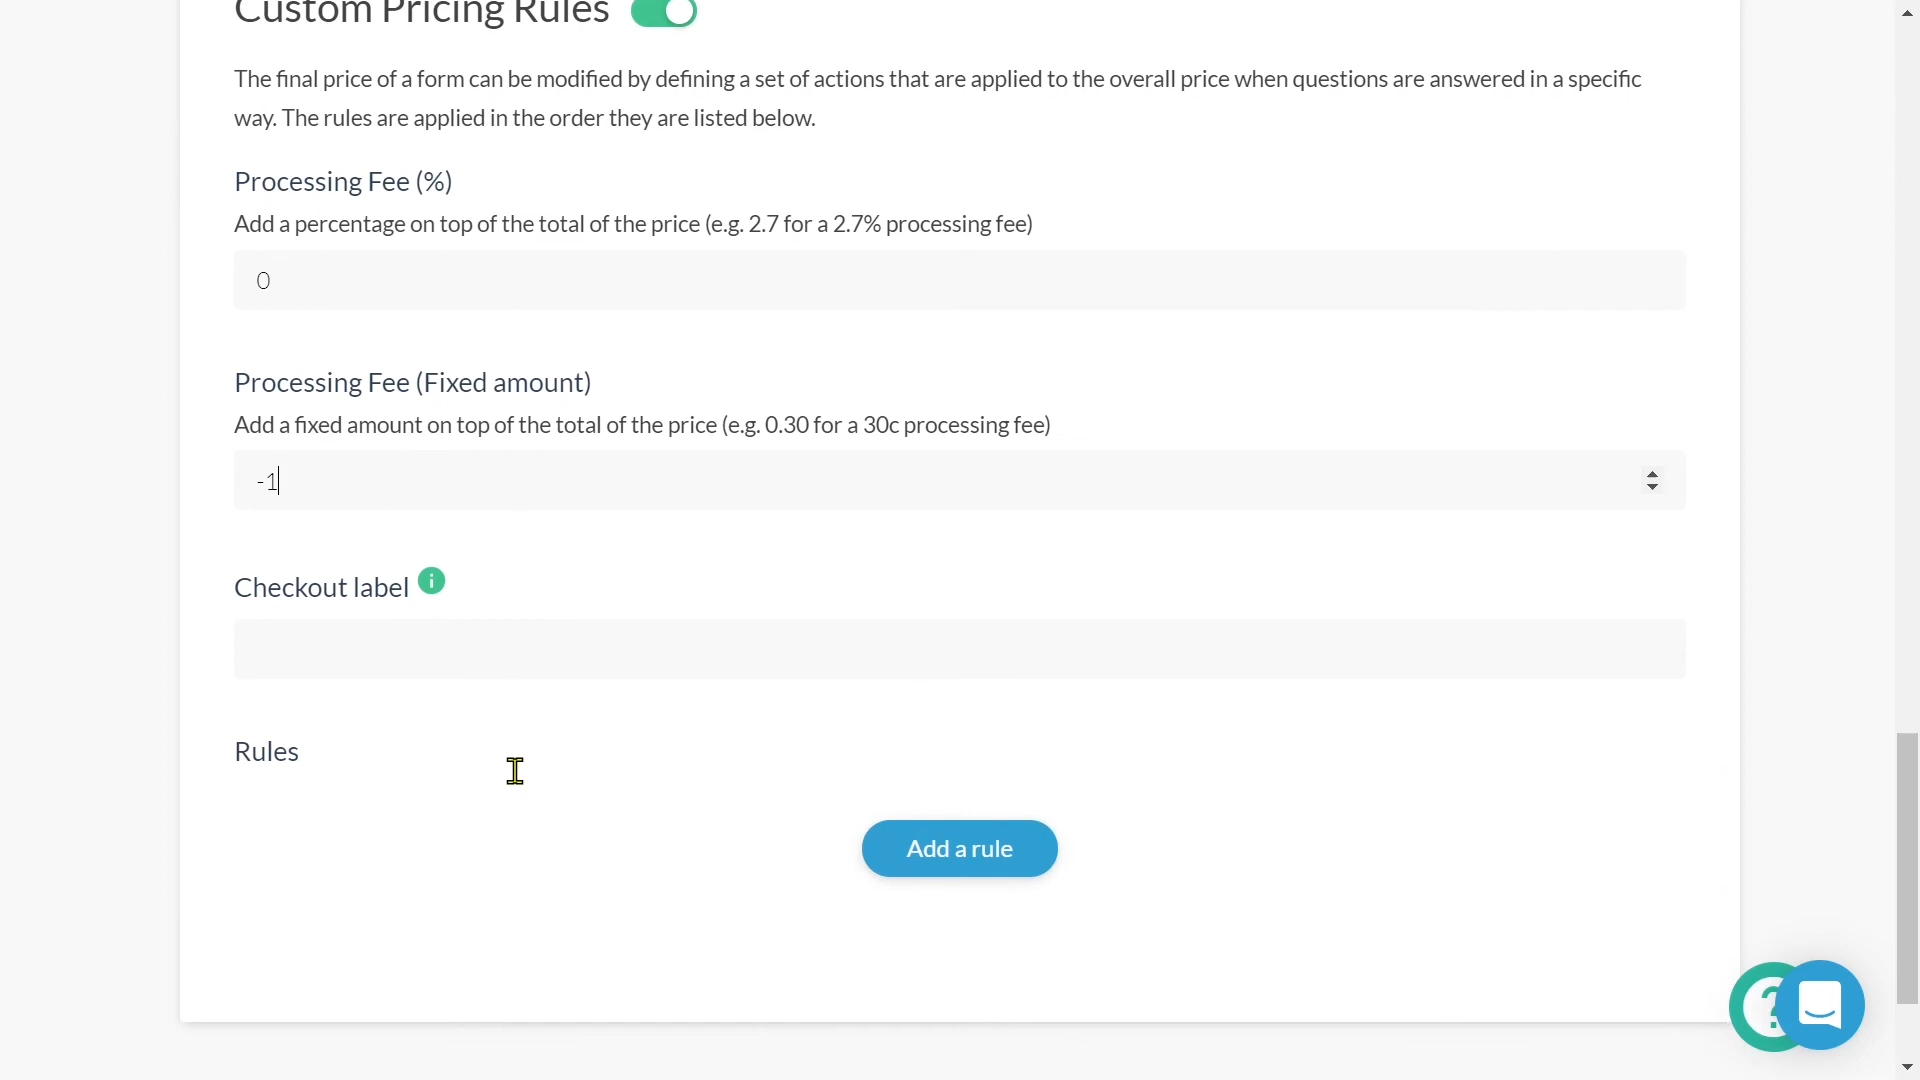 Custom Pricing Rules
The final price of a form can be modified by defining a set of actions that are applied to the overall price when questions are answered in a specific
way. The rules are applied in the order they are listed below.
Processing Fee (%)
Add a percentage on top of the total of the price (e.g. 2.7 for a 2.7% processing fee)
0
Processing Fee (Fixed amount)
Add a fixed amount on top of the total of the price (e.g. 0.30 for a 30c processing fee)
-1
Checkout label i
Rules
Add a rule
?